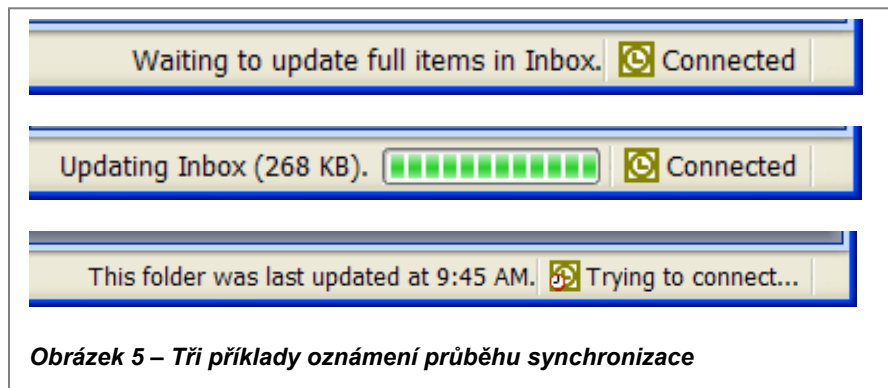 Waiting to update full items in Inbox. Connected
Updating Inbox (268 KB). Connected
This folder was last updated at 9:45 AM. Trying to connect...
Obrázek 5 – Tři příklady oznámení průběhu synchronizace